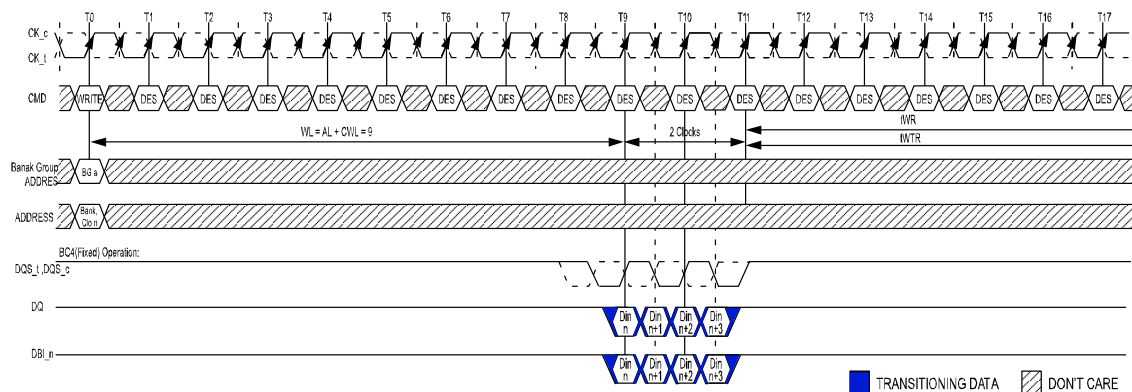 T0 T1 T2 T3 T4 T5 T6 T7 T8 T9 T10 T11 T12 T13 T14 T15 T16 T17
CK_c
CK_t
CMD WRITE DES DES DES DES DES DES DES DES DES DES DES DES DES DES DES DES DES
tWR
WL = AL + CWL = 9 2 Clocks
tWTR
Banak Group
ADDRES
BG a
ADDRESS
Bank,
Clo n
BC4(Fixed) Operation:
DQS_t ,DQS_c
DQ
Din Din Din Din
n n+1 n+2 n+3
DBI_n
Din Din Din Din
n n+1 n+2 n+3
TRANSITIONING DATA DON'T CARE